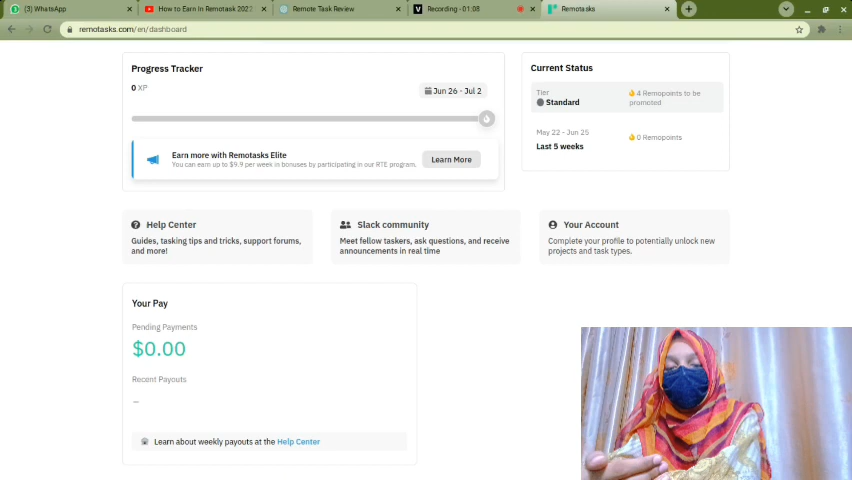 (3) WhatsApp
How to Earn In Remotask 2023
Remote Task Review
Recording - 01:08
Remotasks
remotasks.com/en/dashboard
Progress Tracker
0 XP
Jun 26 - Jul 2
Earn more with Remotasks Elite
You can earn up to $9.9 per week in bonuses by participating in our RTE program.
Learn More
Current Status
Tier
Standard
4 Remopoints to be
promoted
May 22 - Jun 25
Last 5 weeks
0 Remopoints
Help Center
Guides, tasking tips and tricks, support forums,
and more!
Slack community
Meet fellow taskers, ask questions, and receive
announcements in real time
Your Account
Complete your profile to potentially unlock new
projects and task types.
Your Pay
Pending Payments
$0.00
Recent Payouts
–
Learn about weekly payouts at the Help Center